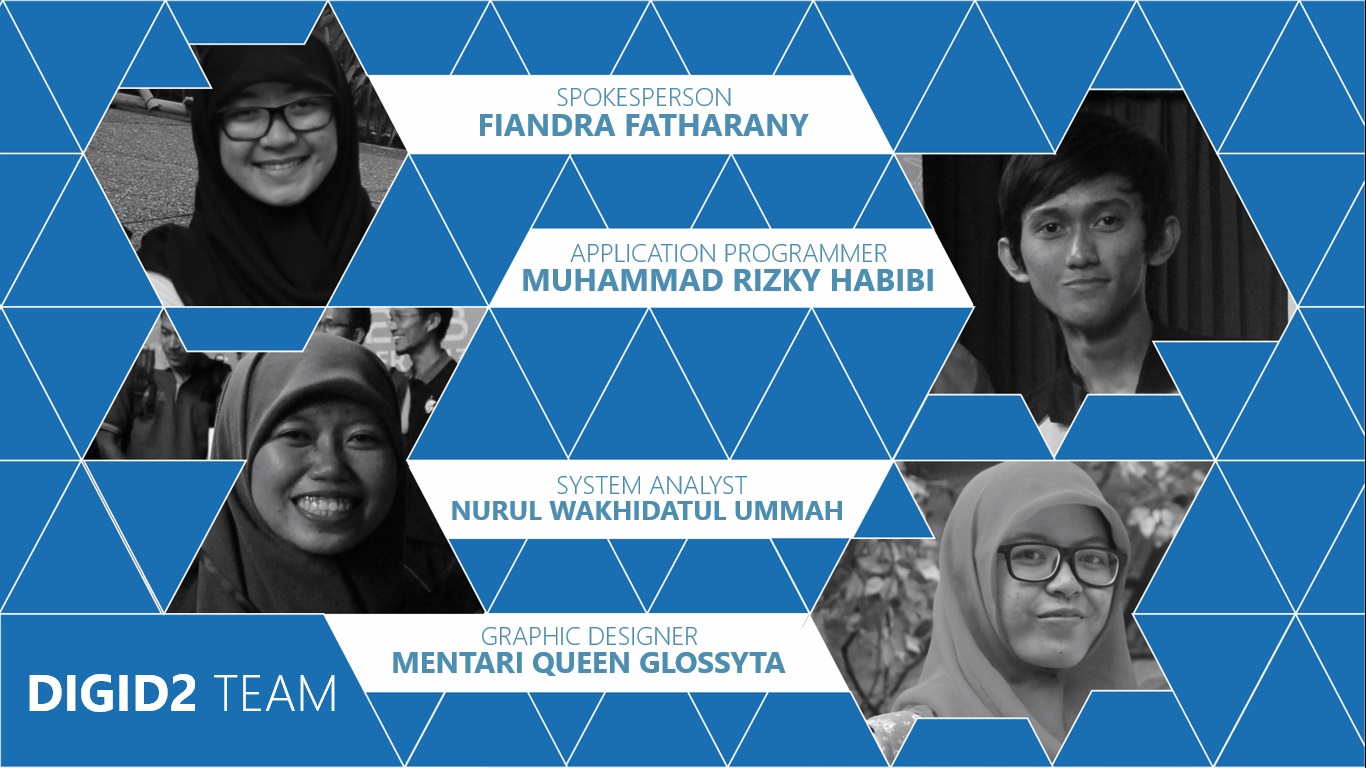 SPOKESPERSON
FIANDRA FATHARANY
APPLICATION PROGRAMMER
MUHAMMAD RIZKY HABIBI
SYSTEM ANALYST
NURUL WAKHIDATUL UMMAH
GRAPHIC DESIGNER
MENTARI QUEEN GLOSSYTA
DIGID2 TEAM